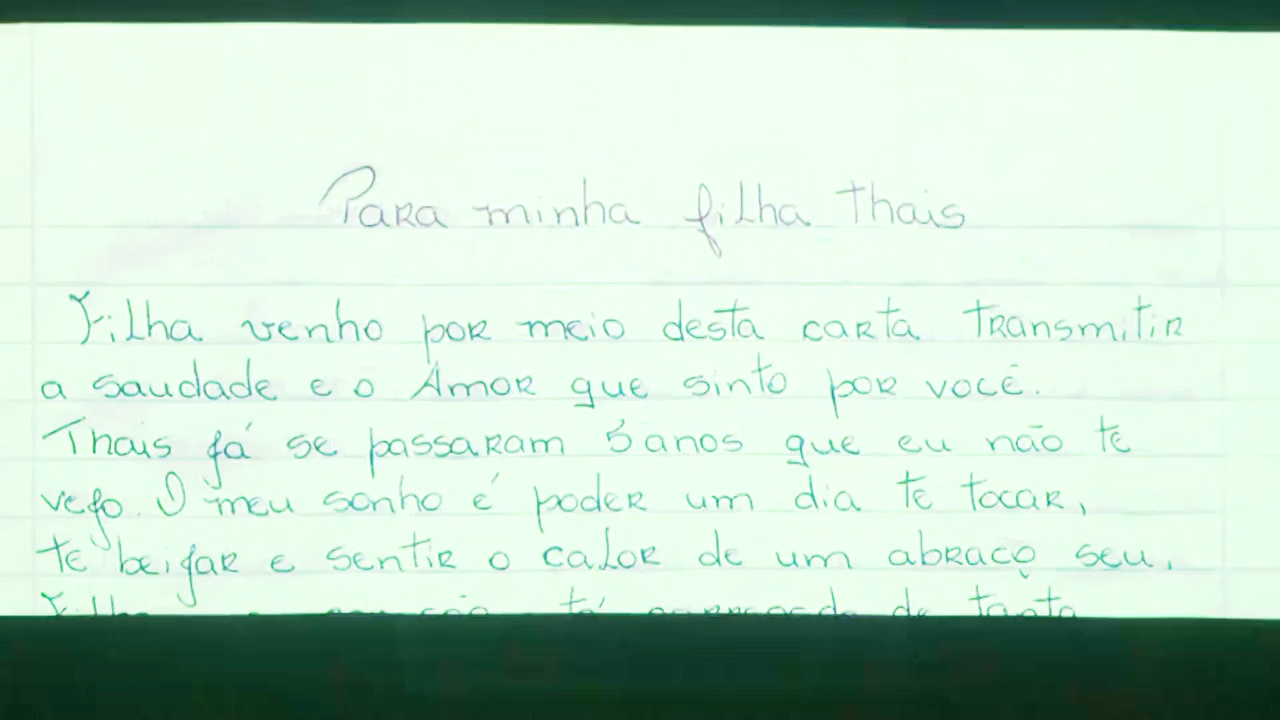 Para minha filha Thais
Filha venho por meio desta carta transmitir
a saudade e o Amor que sinto por você.
Thais já se passaram 5 anos que eu não te
vejo. O meu sonho é poder um dia te tocar,
te beijar e sentir o calor de um abraço seu.